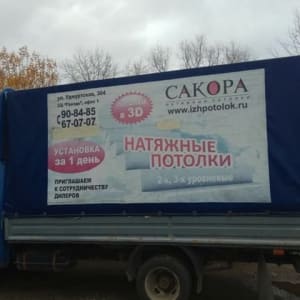 ул. Удмуртская, 304
90-84-85
67-07-07
в 3D
САКОРА
натяжные потолки
www.izhpotolok.ru
УСТАНОВКА
за 1 день
НАТЯЖНЫЕ
ПОТОЛКИ
2-х, 3-х уровневые
ПРИГЛАШАЕМ
К СОТРУДНИЧЕСТВУ
ДИЛЕРОВ